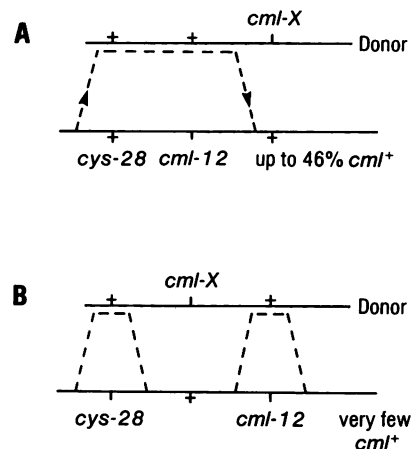 A
cml-X
+ +
Donor
+ +
cys-28 cml-12 up to 46% cml⁺
B
cml-X
+ +
Donor
+
cys-28 cml-12 very few
cml⁺